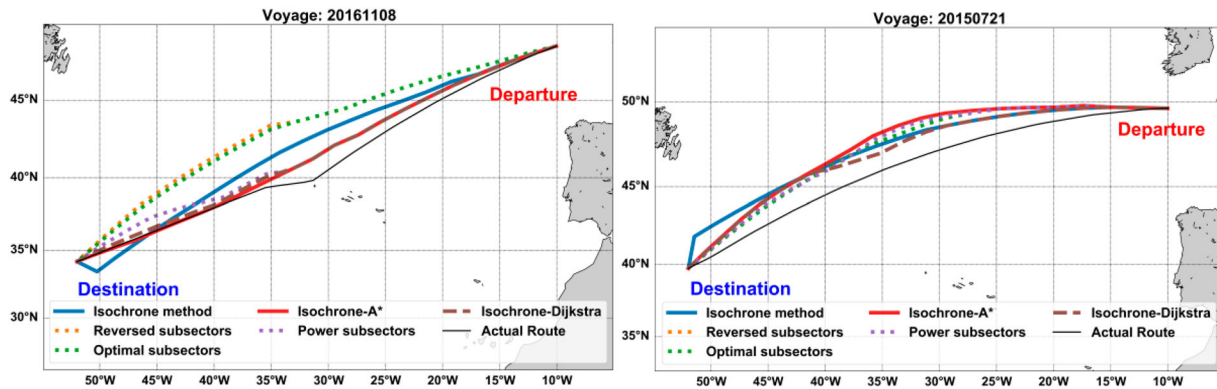 Voyage: 20161108
45°N
40°N
35°N
30°N
Departure
Destination
Isochrone method Isochrone-A* Isochrone-Dijkstra
Reversed subsectors Power subsectors Actual Route
Optimal subsectors
50°W 45°W 40°W 35°W 30°W 25°W 20°W 15°W 10°W
Voyage: 20150721
50°N
45°N
40°N
35°N
Departure
Destination
Isochrone method Isochrone-A* Isochrone-Dijkstra
Reversed subsectors Power subsectors Actual Route
Optimal subsectors
50°W 45°W 40°W 35°W 30°W 25°W 20°W 15°W 10°W